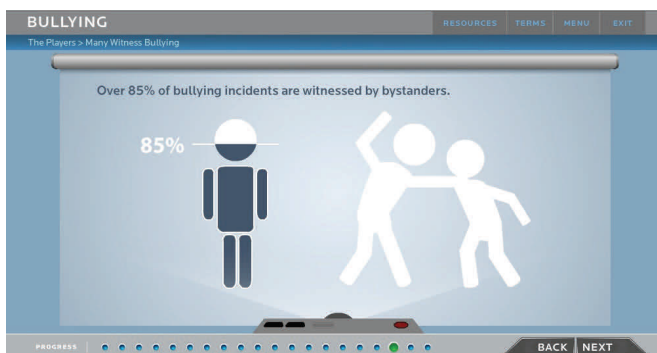 BULLYING
RESOURCES TERMS MENU EXIT
The Players > Many Witness Bullying
Over 85% of bullying incidents are witnessed by bystanders.
85%
PROGRESS
BACK NEXT